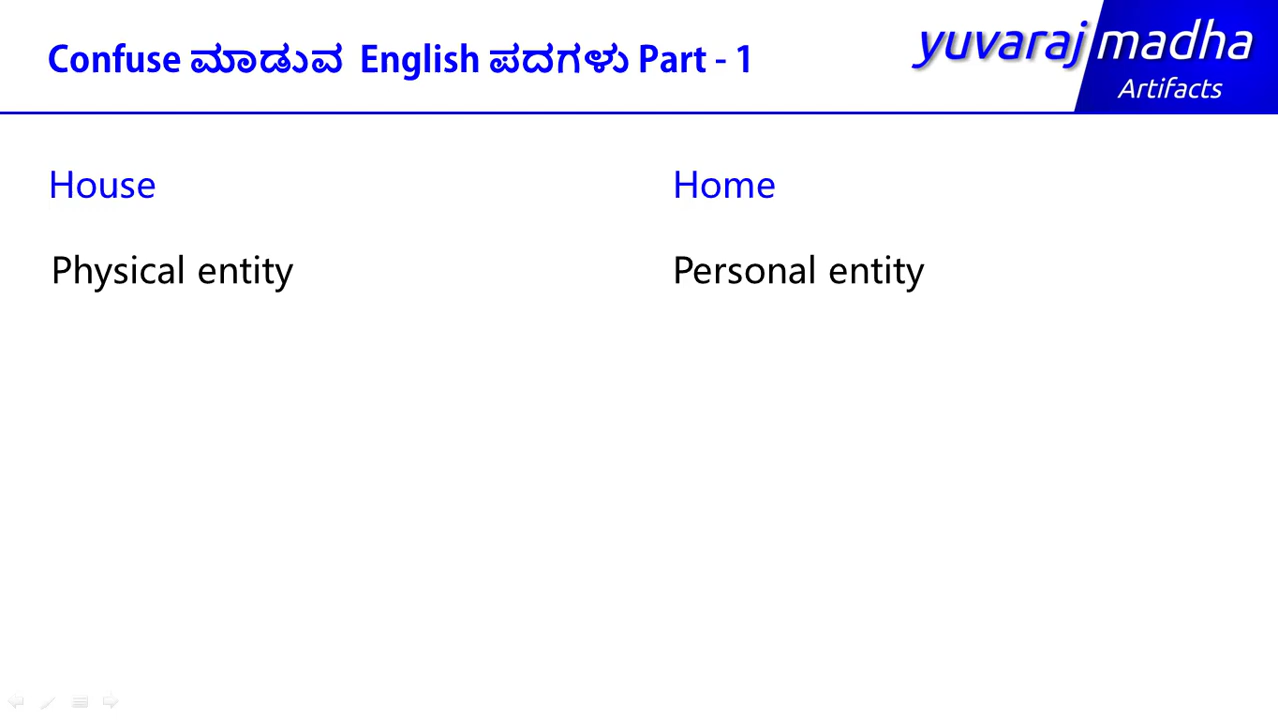 Confuse ಮಾಡುವ English ಪದಗಳು Part - 1
yuvaraj madha
Artifacts
House
Home
Physical entity
Personal entity